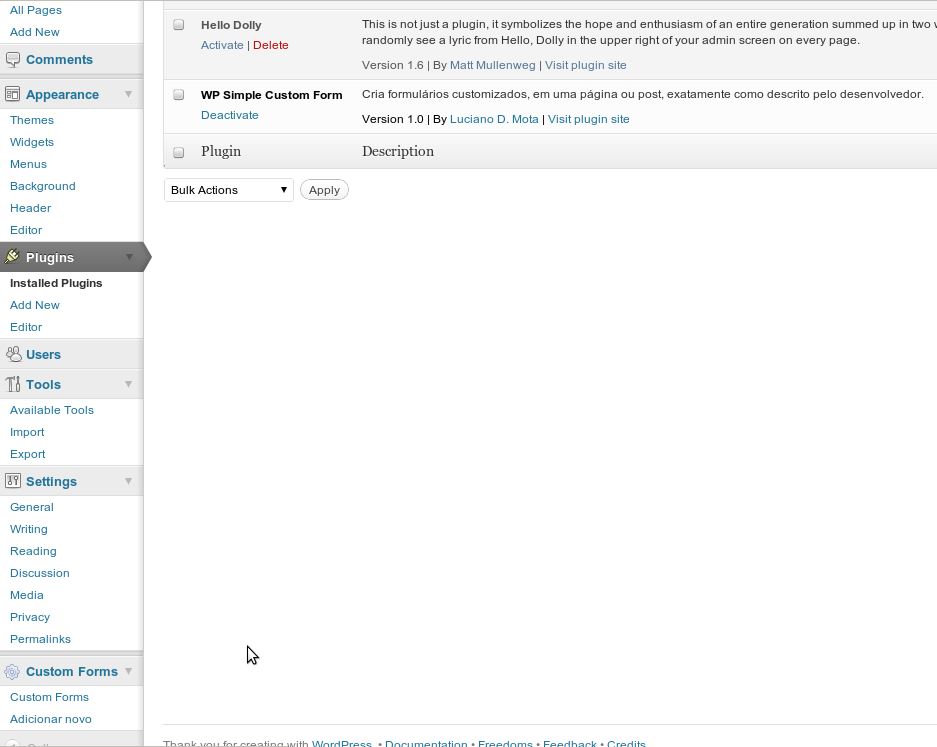 All Pages
Add New
Comments
Appearance
Themes
Widgets
Menus
Background
Header
Editor
Plugins
Installed Plugins
Add New
Editor
Users
Tools
Available Tools
Import
Export
Settings
General
Writing
Reading
Discussion
Media
Privacy
Permalinks
Custom Forms
Custom Forms
Adicionar novo
Hello Dolly
Activate | Delete
This is not just a plugin, it symbolizes the hope and enthusiasm of an entire generation summed up in two
randomly see a lyric from Hello, Dolly in the upper right of your admin screen on every page.
Version 1.6 | By Matt Mullenweg | Visit plugin site
WP Simple Custom Form
Deactivate
Cria formulários customizados, em uma página ou post, exatamente como descrito pelo desenvolvedor.
Version 1.0 | By Luciano D. Mota | Visit plugin site
Plugin
Description
Bulk Actions
Apply
Thank you for creating with WordPress. • Documentation • Freedoms • Feedback • Credits